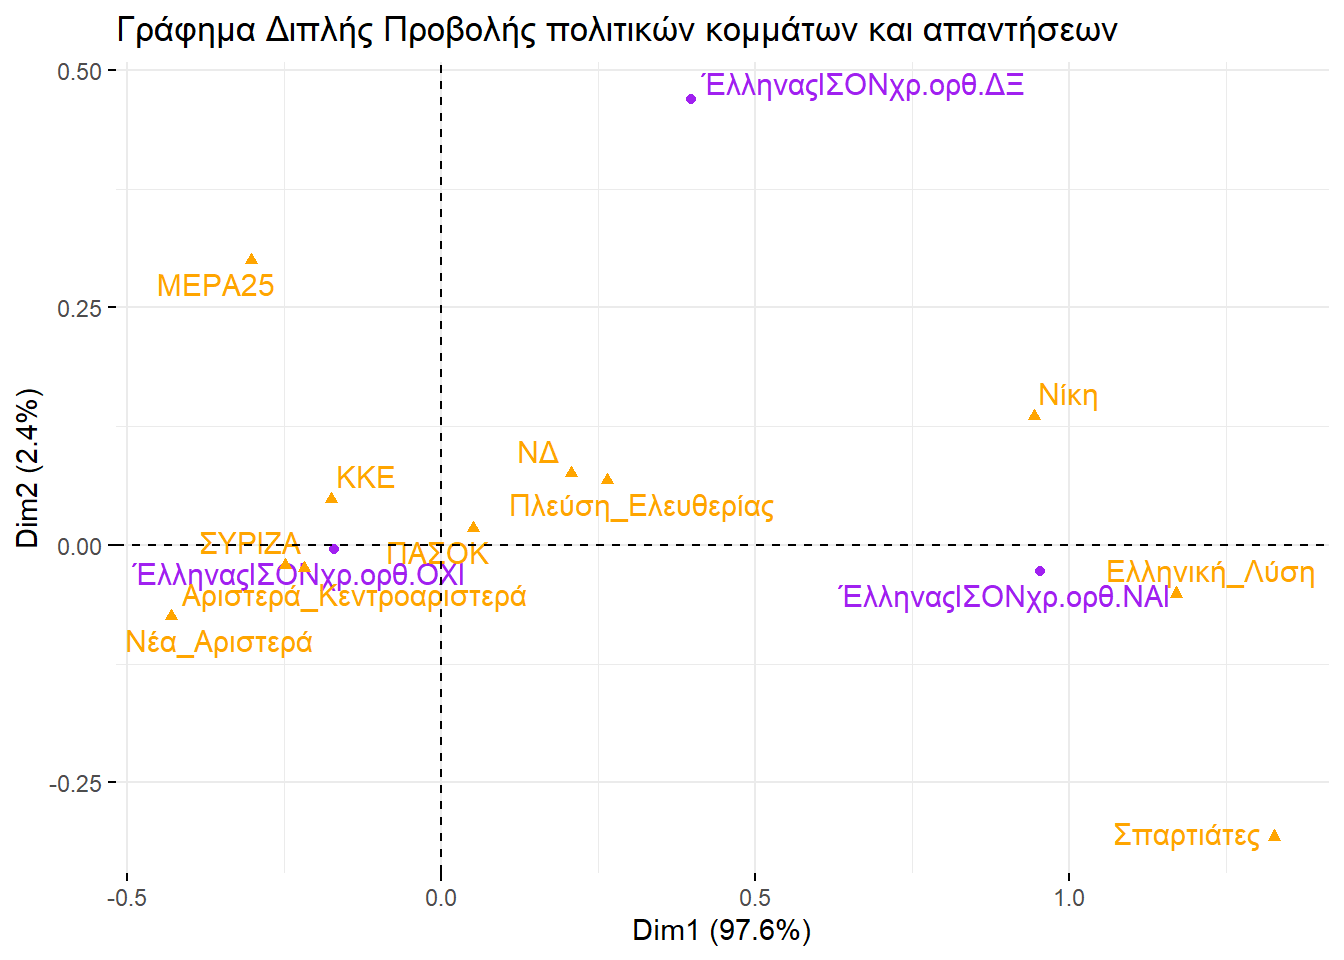 Γράφημα Διπλής Προβολής πολιτικών κομμάτων και απαντήσεων
0.50
ΈλληναςΙΣΟΝχρ.ορθ.ΔΞ
ΜΕΡΑ25
0.25
Νίκη
ΝΔ
ΚΚΕ
Πλεύση_Ελευθερίας
Dim2 (2.4%)
0.00
ΣΥΡΙΖΑ
ΠΑΣΟΚ
ΈλληναςΙΣΟΝχρ.ορθ.ΟΧΙ
Ελληνική_Λύση
Αριστερά_Κεντροαριστερά
ΈλληναςΙΣΟΝχρ.ορθ.ΝΑΙ
Νέα_Αριστερά
-0.25
Σπαρτιάτες
-0.5
0.0
0.5
1.0
Dim1 (97.6%)